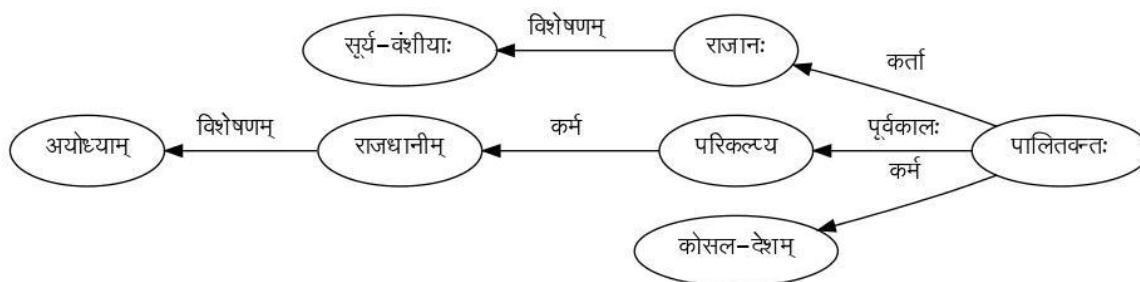 सूर्य-वंशीयाः विशेषणम् राजानः
कर्ता
अयोध्याम् विशेषणम् राजधानीम् कर्म परिकल्प्य पूर्वकालः पालितवन्तः
कर्म
कोसल-देशम्